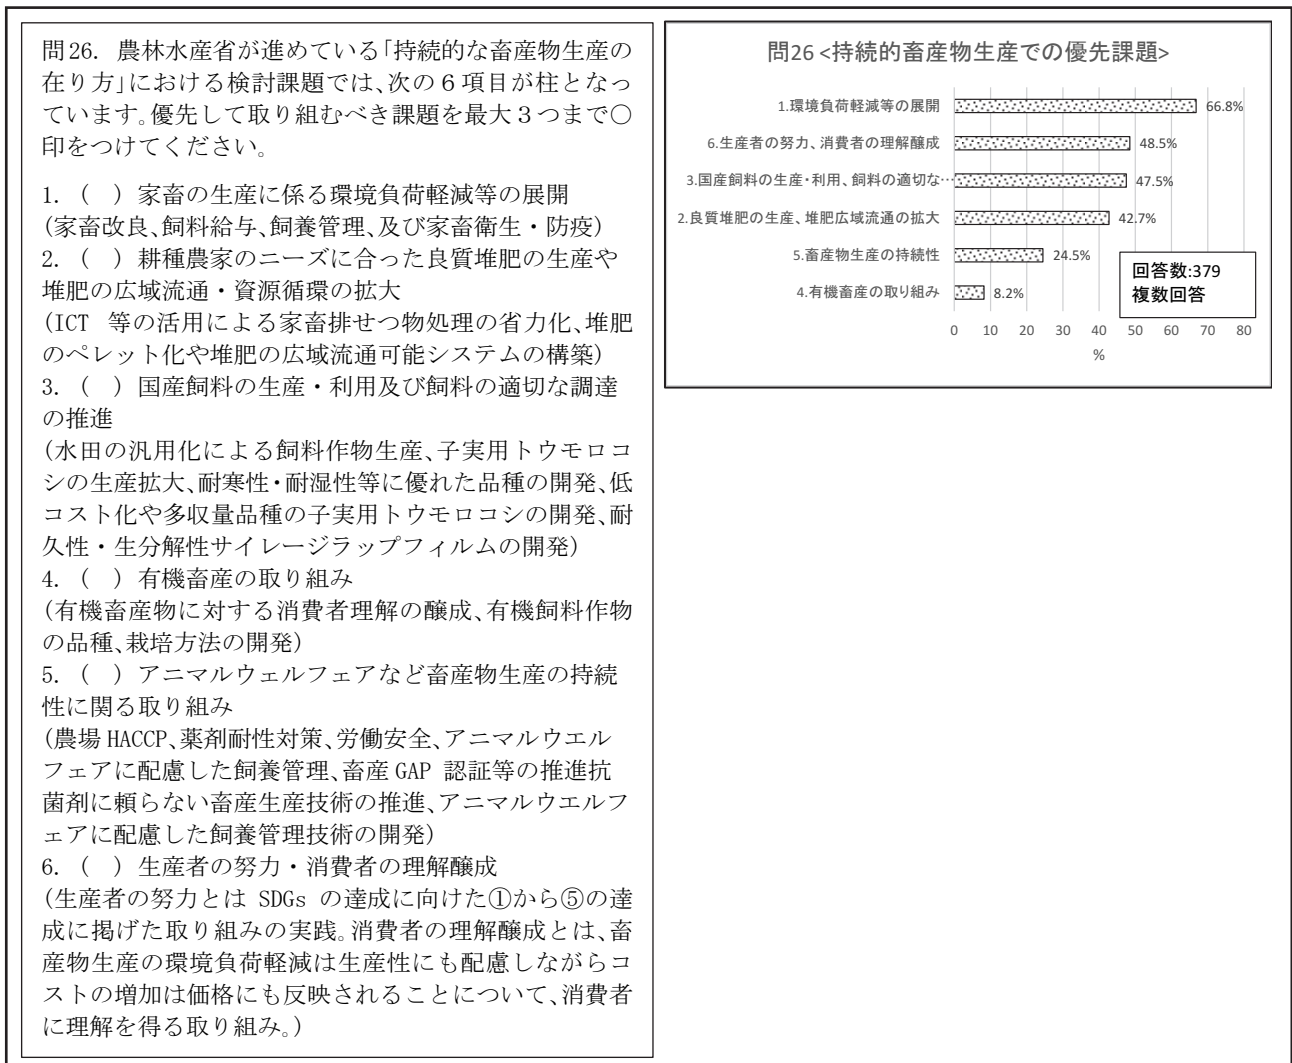 問26. 農林水産省が進めている「持続的な畜産物生産の
在り方」における検討課題では、次の６項目が柱となっ
ています。優先して取り組むべき課題を最大３つまで〇
印をつけてください。
1. (　) 家畜の生産に係る環境負荷軽減等の展開
(家畜改良、飼料給与、飼養管理、及び家畜衛生・防疫)
2. (　) 耕種農家のニーズに合った良質堆肥の生産や
堆肥の広域流通・資源循環の拡大
(ICT 等の活用による家畜排せつ物処理の省力化、堆肥
のペレット化や堆肥の広域流通可能システムの構築)
3. (　) 国産飼料の生産・利用及び飼料の適切な調達
の推進
(水田の汎用化による飼料作物生産、子実用トウモロコ
シの生産拡大、耐寒性・耐湿性等に優れた品種の開発、低
コスト化や多収量品種の子実用トウモロコシの開発、耐
久性・生分解性サイレージラップフィルムの開発)
4. (　) 有機畜産の取り組み
(有機畜産物に対する消費者理解の醸成、有機飼料作物
の品種、栽培方法の開発)
5. (　) アニマルウェルフェアなど畜産物生産の持続
性に関る取り組み
(農場 HACCP、薬剤耐性対策、労働安全、アニマルウエル
フェアに配慮した飼養管理、畜産 GAP 認証等の推進抗
菌剤に頼らない畜産生産技術の推進、アニマルウエルフ
ェアに配慮した飼養管理技術の開発)
6. (　) 生産者の努力・消費者の理解醸成
(生産者の努力とは SDGs の達成に向けた①から⑤の達
成に掲げた取り組みの実践。消費者の理解醸成とは、畜
産物生産の環境負荷軽減は生産性にも配慮しながらコ
ストの増加は価格にも反映されることについて、消費者
に理解を得る取り組み。)
問26 <持続的畜産物生産での優先課題>
1.環境負荷軽減等の展開 66.8%
6.生産者の努力、消費者の理解醸成 48.5%
3.国産飼料の生産・利用、飼料の適切な… 47.5%
2.良質堆肥の生産、堆肥広域流通の拡大 42.7%
5.畜産物生産の持続性 24.5%
4.有機畜産の取り組み 8.2%
回答数:379
複数回答
0 10 20 30 40 50 60 70 80
%